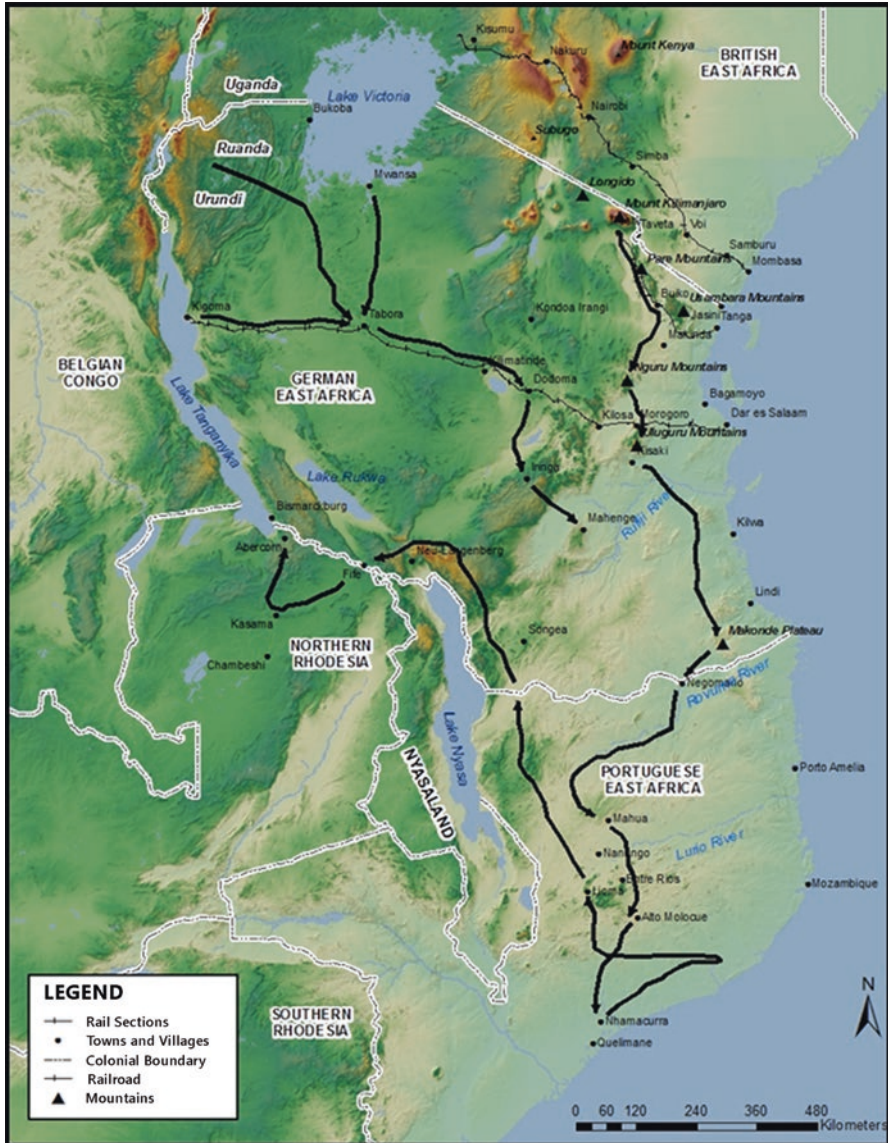 Kisumu
Nakuru
Mount Kenya
BRITISH
EAST AFRICA
Uganda
Lake Victoria
Bukoba
Nairobi
Subugo
Ruanda
Simba
Mwansa
Longido
Urundi
Mount Kilimanjaro
Taveta
Voi
Samburu
Mombasa
Pare Mountains
Buiko
Usambara Mountains
Kigoma
Tabora
Kondoa Irangi
Jasini
Tanga
BELGIAN
CONGO
GERMAN
EAST AFRICA
Kilimatinde
Nguru Mountains
Dodoma
Bagamoyo
Lake Tanganyika
Kilosa
Morogoro
Dar es Salaam
Uluguru Mountains
Kisaki
Lake Rukwa
Iringo
Bismarckburg
Mahenge
Rufiji River
Kilwa
Abercorn
Neu-Langenberg
Fife
Lindi
Kasama
Songea
Makonde Plateau
NORTHERN
RHODESIA
Chambeshi
Negomano
Rovuma River
Lake Nyasa
NYASALAND
PORTUGUESE
EAST AFRICA
Porto Amelia
Mahua
Lurio River
Nanungo
Entre Rios
Lioma
Mozambique
Alto Molocue
LEGEND
Rail Sections
Towns and Villages
Colonial Boundary
Railroad
Mountains
SOUTHERN
RHODESIA
Nhamacurra
Quelimane
N
0 60 120 240 360 480
Kilometers